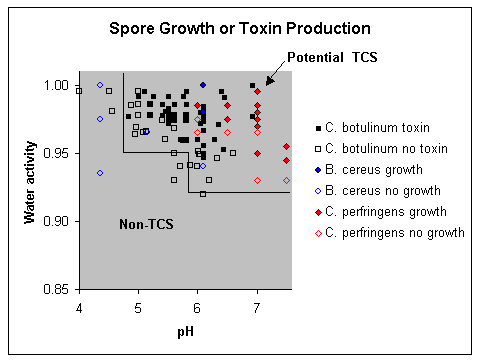 Spore Growth or Toxin Production
Potential TCS
1.00
0.95
0.90
0.85
Water activity
Non-TCS
4
5
6
7
pH
C. botulinum toxin
C. botulinum no toxin
B. cereus growth
B. cereus no growth
C. perfringens growth
C. perfringens no growth